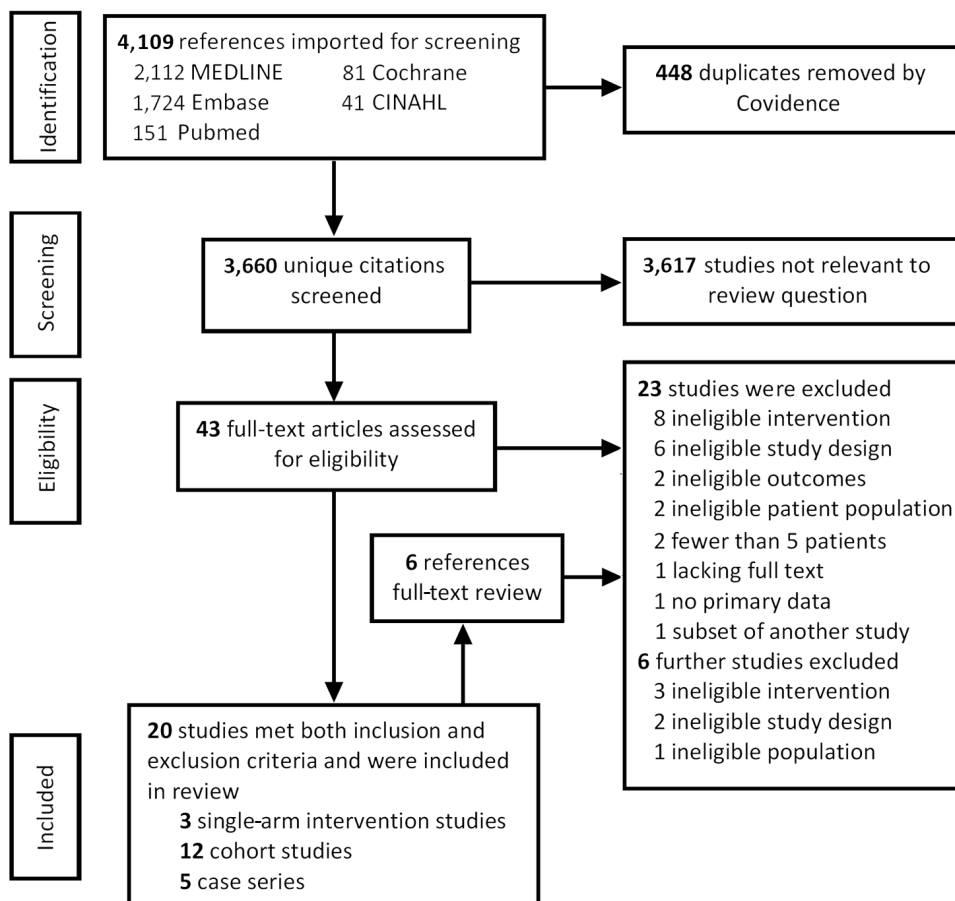 Identification
4,109 references imported for screening
2,112 MEDLINE
81 Cochrane
1,724 Embase
41 CINAHL
151 Pubmed
448 duplicates removed by
Covidence
Screening
3,660 unique citations
screened
3,617 studies not relevant to
review question
Eligibility
43 full-text articles assessed
for eligibility
23 studies were excluded
8 ineligible intervention
6 ineligible study design
2 ineligible outcomes
2 ineligible patient population
2 fewer than 5 patients
1 lacking full text
1 no primary data
1 subset of another study
6 further studies excluded
3 ineligible intervention
2 ineligible study design
1 ineligible population
6 references
full-text review
Included
20 studies met both inclusion and
exclusion criteria and were included
in review
3 single-arm intervention studies
12 cohort studies
5 case series